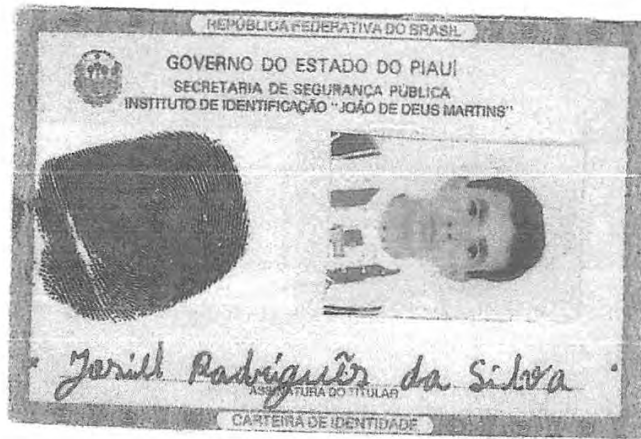 REPÚBLICA FEDERATIVA DO BRASIL
GOVERNO DO ESTADO DO PIAUÍ
SECRETARIA DE SEGURANÇA PÚBLICA
INSTITUTO DE IDENTIFICAÇÃO "JOÃO DE DEUS MARTINS"
Rodrigues da Silva
ASSINATURA DO TITULAR
CARTEIRA DE IDENTIDADE